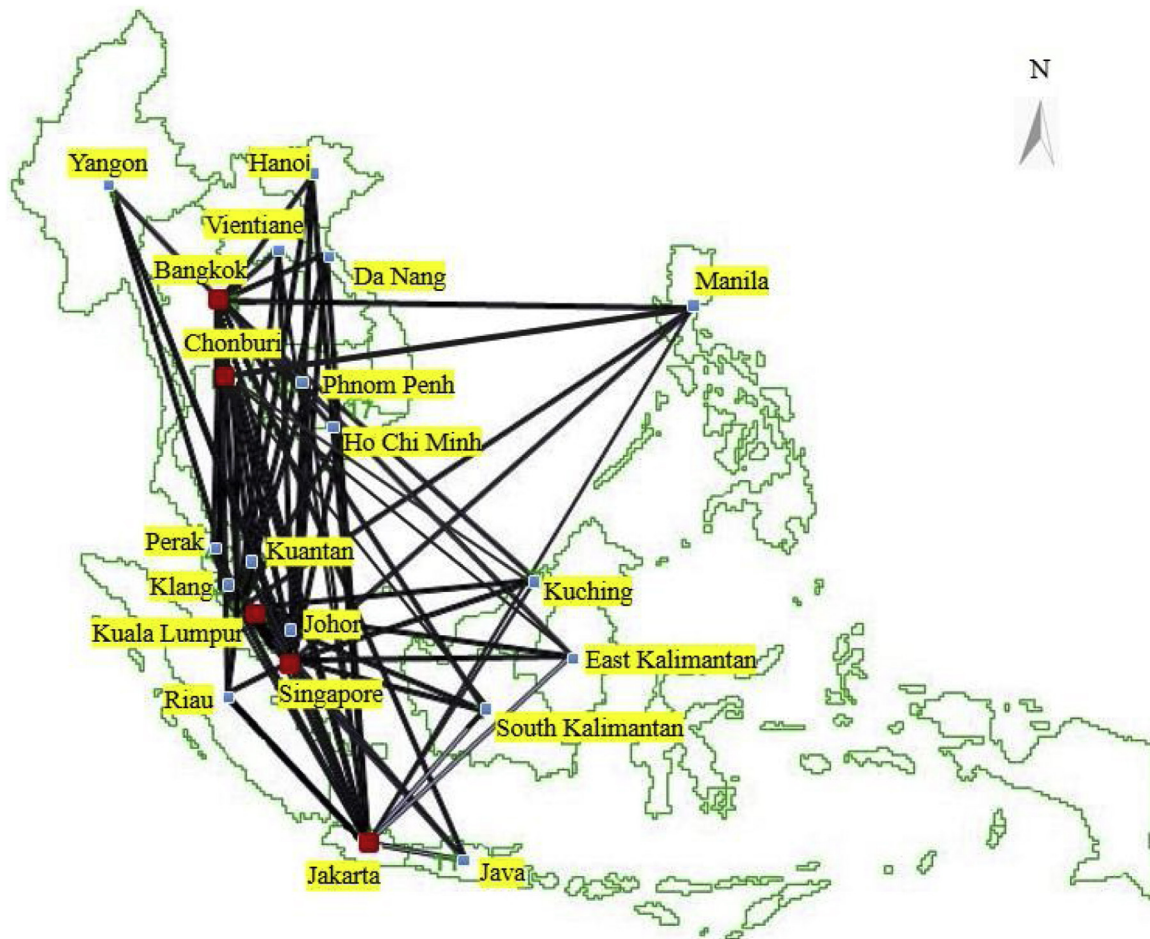 N
Yangon
Hanoi
Vientiane
Bangkok
Da Nang
Manila
Chonburi
Phnom Penh
Ho Chi Minh
Perak
Kuantan
Klang
Kuching
Kuala Lumpur
Johor
East Kalimantan
Riau
Singapore
South Kalimantan
Jakarta
Java